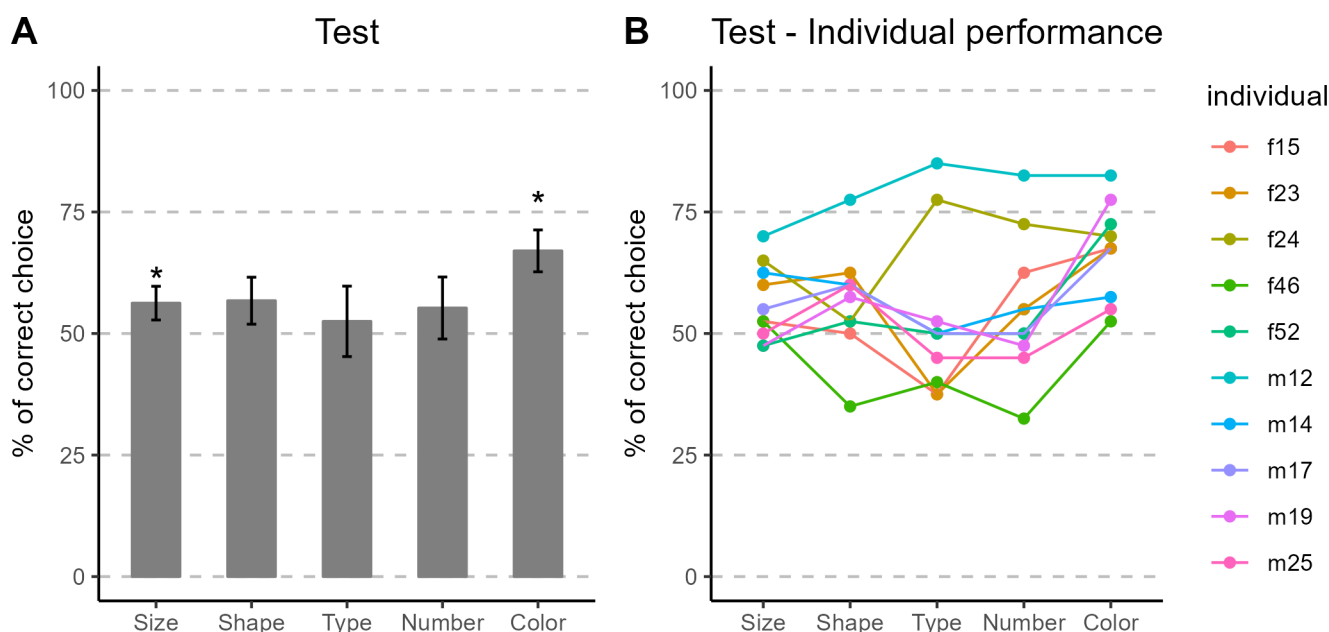 A
Test
% of correct choice
100
75
50
25
0
*
*
Size Shape Type Number Color
B
Test - Individual performance
% of correct choice
100
75
50
25
0
Size Shape Type Number Color
individual
f15
f23
f24
f46
f52
m12
m14
m17
m19
m25